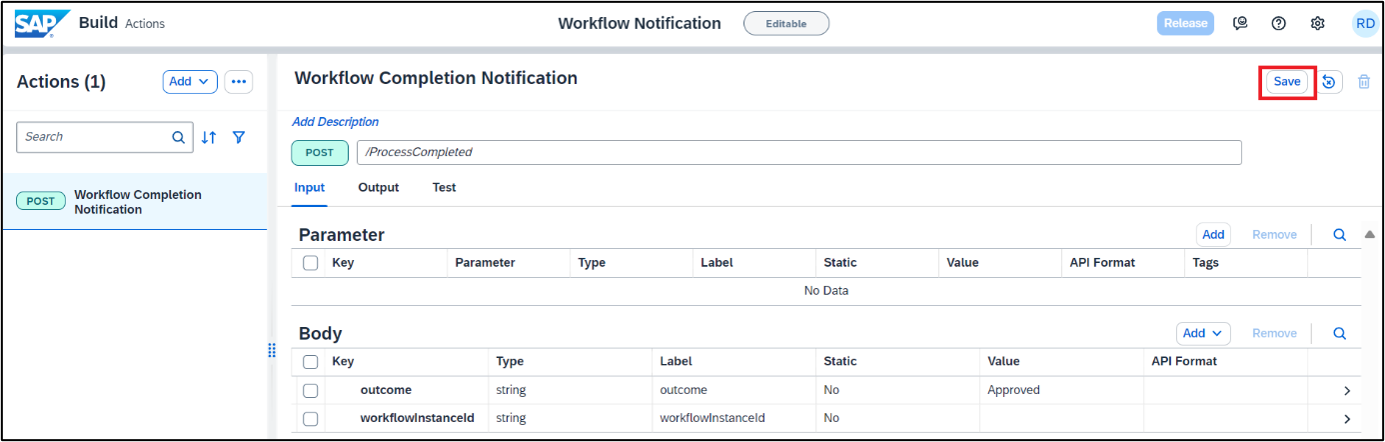 SAP Build Actions Workflow Notification Editable Release RD
Actions (1) Add ... Workflow Completion Notification Save
Add Description
Search
POST /ProcessCompleted
Input Output Test
POST Workflow Completion
Notification
Parameter Add Remove
Key Parameter Type Label Static Value API Format Tags
No Data
Body Add Remove
Key Type Label Static Value API Format
outcome string outcome No Approved
workflowInstanceId string workflowInstanceId No